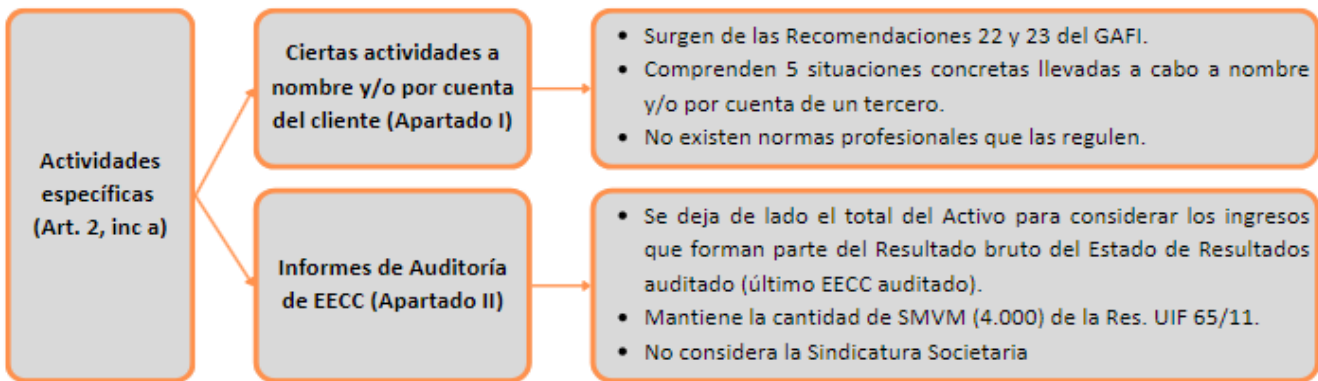 Actividades
específicas
(Art. 2, inc a)
Ciertas actividades a
nombre y/o por cuenta
del cliente (Apartado I)
• Surgen de las Recomendaciones 22 y 23 del GAFI.
• Comprenden 5 situaciones concretas llevadas a cabo a nombre
y/o por cuenta de un tercero.
• No existen normas profesionales que las regulen.
Informes de Auditoría
de EECC (Apartado II)
• Se deja de lado el total del Activo para considerar los ingresos
que forman parte del Resultado bruto del Estado de Resultados
auditado (último EECC auditado).
• Mantiene la cantidad de SMVM (4.000) de la Res. UIF 65/11.
• No considera la Sindicatura Societaria